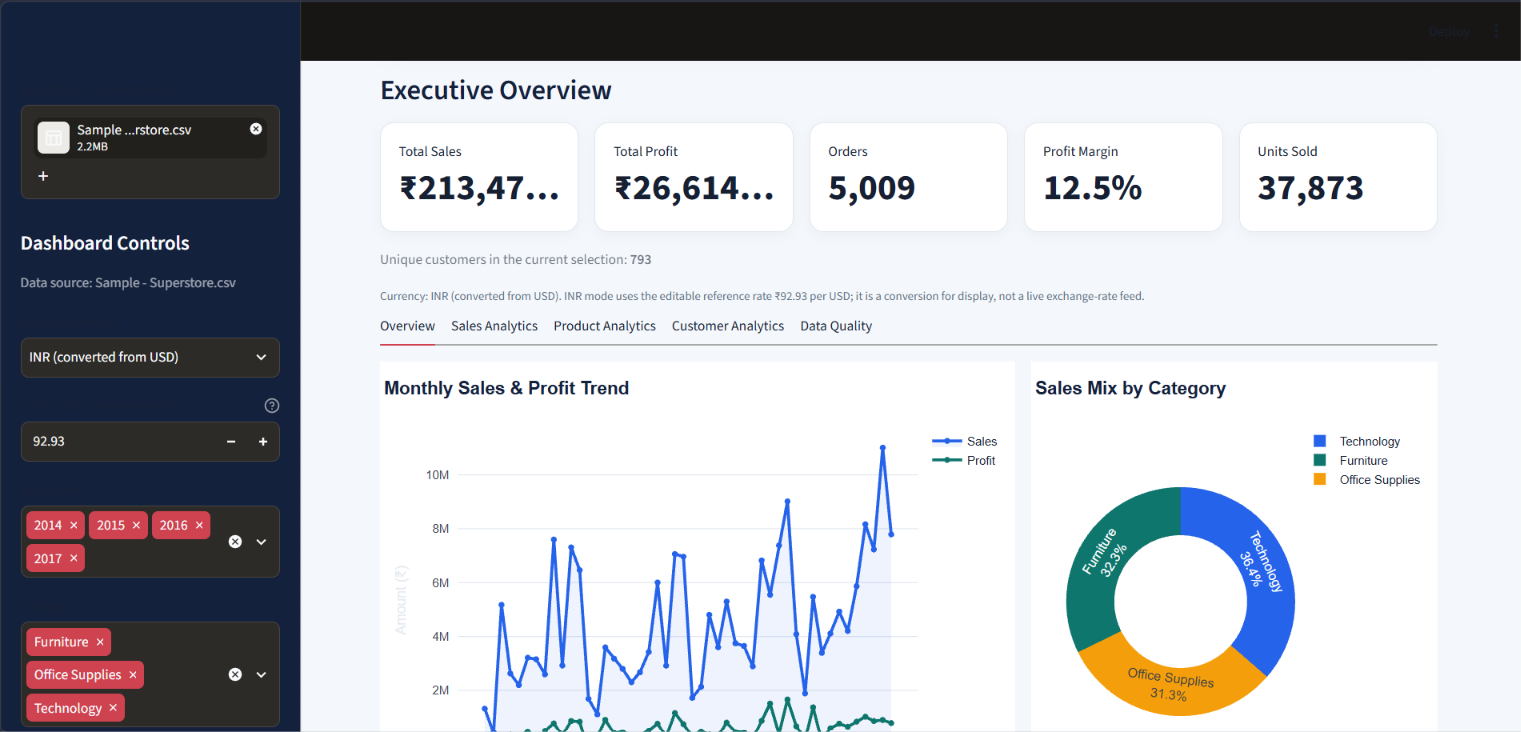 Deploy
Sample ...rstore.csv
2.2MB
+
Dashboard Controls
Data source: Sample - Superstore.csv
INR (converted from USD)
?
92.93 − +
2014 × 2015 × 2016 ×
2017 ×
Furniture ×
Office Supplies ×
Technology ×
Executive Overview
Total Sales
₹213,47...
Total Profit
₹26,614...
Orders
5,009
Profit Margin
12.5%
Units Sold
37,873
Unique customers in the current selection: 793
Currency: INR (converted from USD). INR mode uses the editable reference rate ₹92.93 per USD; it is a conversion for display, not a live exchange-rate feed.
Overview Sales Analytics Product Analytics Customer Analytics Data Quality
Monthly Sales & Profit Trend
Sales
Profit
10M
8M
6M
4M
2M
Amount (₹)
Sales Mix by Category
Technology
Furniture
Office Supplies
Furniture
32.3%
Technology
36.4%
Office Supplies
31.3%